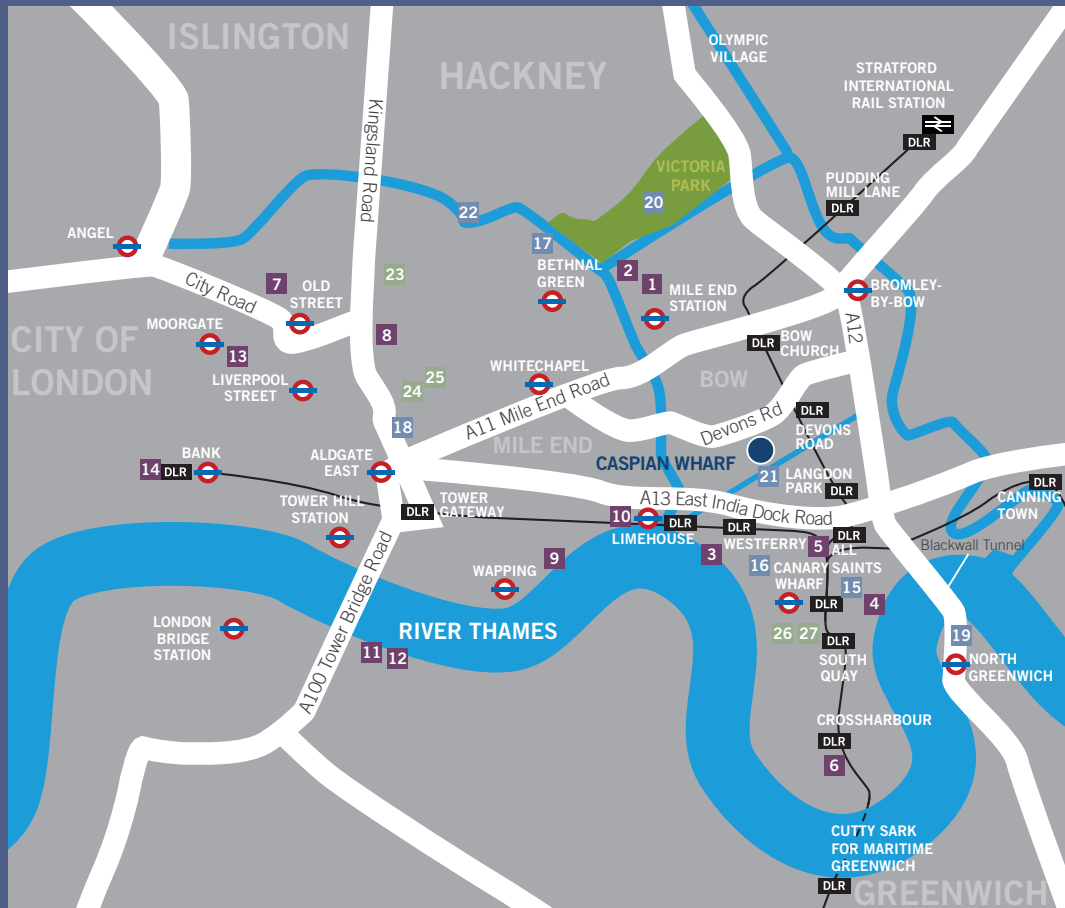 ISLINGTON
HACKNEY
OLYMPIC
VILLAGE
STRATFORD
INTERNATIONAL
RAIL STATION
DLR
Kingsland Road
VICTORIA
PARK
PUDDING
MILL LANE
DLR
20
22
17
ANGEL
BETHNAL
GREEN
2
1
MILE END
STATION
BROMLEY-
BY-BOW
23
7
City Road
OLD
STREET
MOORGATE
13
8
A12
DLR
BOW
CHURCH
CITY OF
LONDON
LIVERPOOL
STREET
25
24
WHITECHAPEL
BOW
A11 Mile End Road
Devons Rd
DLR
DEVONS
ROAD
18
MILE END
CASPIAN WHARF
21
LANGDON
PARK
DLR
BANK
14
DLR
ALDGATE
EAST
TOWER HILL
STATION
DLR
TOWER
GATEWAY
A13 East India Dock Road
DLR
CANNING
TOWN
10
LIMEHOUSE
DLR
DLR
WESTFERRY
5
DLR
ALL
SAINTS
Blackwall Tunnel
3
9
WAPPING
16
CANARY
WHARF
15
DLR
4
A100 Tower Bridge Road
LONDON
BRIDGE
STATION
RIVER THAMES
11
12
26
27
DLR
SOUTH
QUAY
19
NORTH
GREENWICH
CROSSHARBOUR
DLR
6
CUTTY SARK
FOR MARITIME
GREENWICH
DLR
GREENWICH